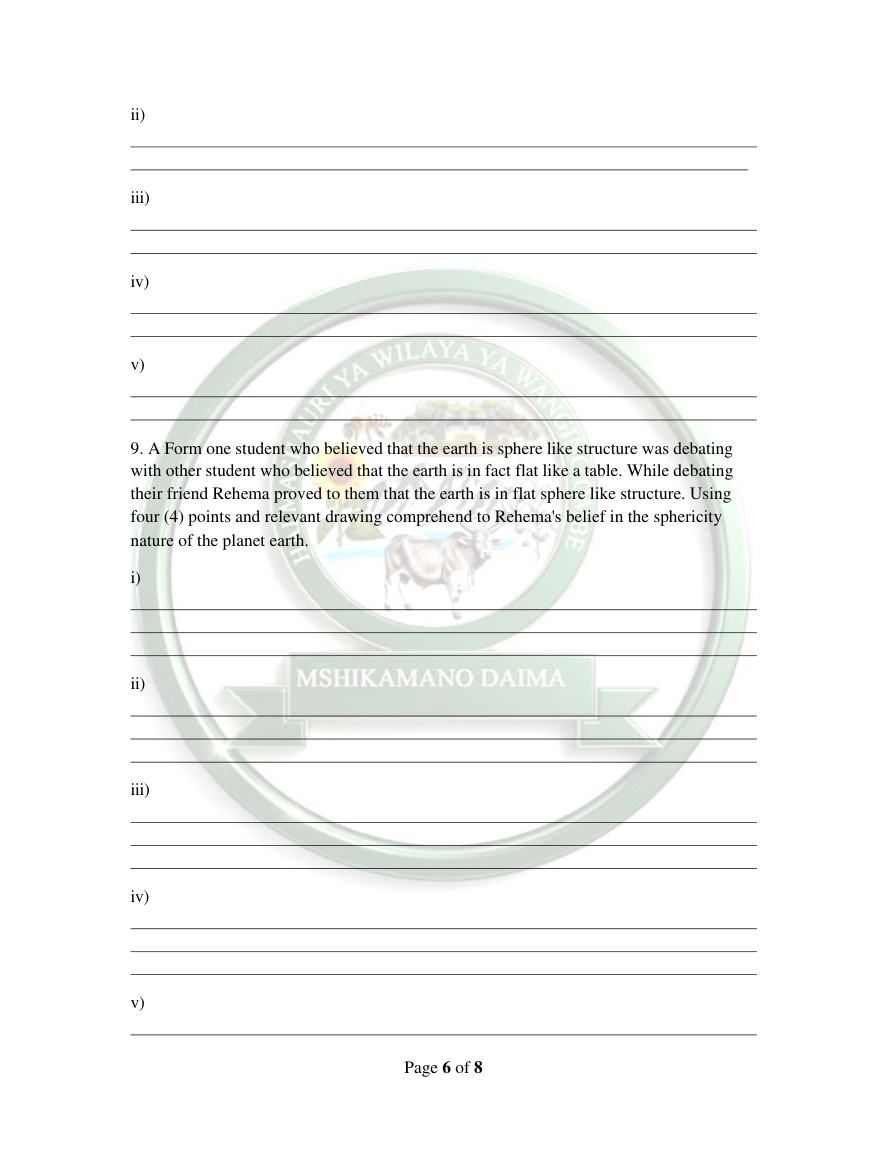 ii)
iii)
iv)
v)
9. A Form one student who believed that the earth is sphere like structure was debating
with other student who believed that the earth is in fact flat like a table. While debating
their friend Rehema proved to them that the earth is in flat sphere like structure. Using
four (4) points and relevant drawing comprehend to Rehema's belief in the sphericity
nature of the planet earth.
i)
ii)
iii)
iv)
v)
Page 6 of 8
YA WILAYA YA
MSHIKAMANO DAIMA